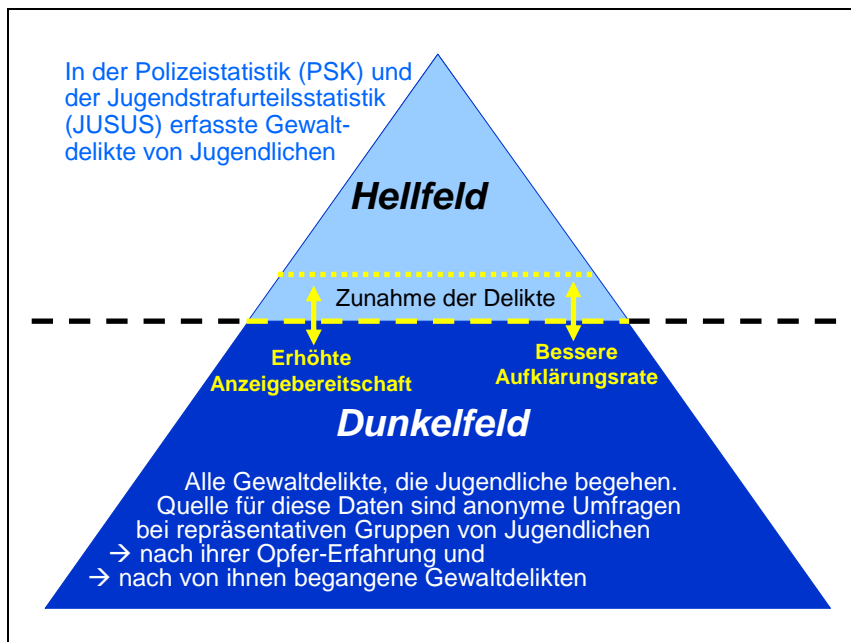 In der Polizeistatistik (PSK) und
der Jugendstrafurteilsstatistik
(JUSUS) erfasste Gewalt-
delikte von Jugendlichen
Hellfeld
Zunahme der Delikte
Erhöhte
Anzeigebereitschaft
Bessere
Aufklärungsrate
Dunkelfeld
Alle Gewaltdelikte, die Jugendliche begehen.
Quelle für diese Daten sind anonyme Umfragen
bei repräsentativen Gruppen von Jugendlichen
→ nach ihrer Opfer-Erfahrung und
→ nach von ihnen begangene Gewaltdelikten